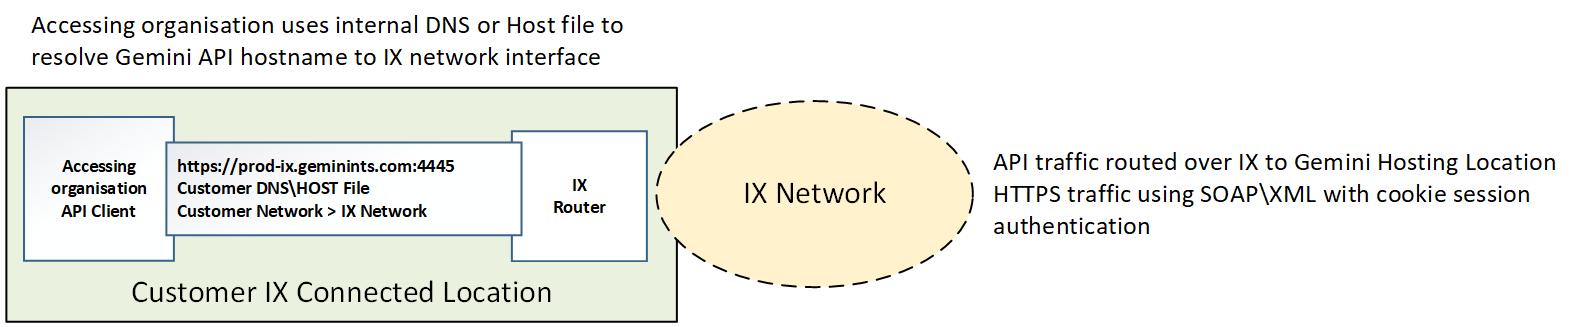 Accessing organisation uses internal DNS or Host file to
resolve Gemini API hostname to IX network interface
Accessing
organisation
API Client
https://prod-ix.geminints.com:4445
Customer DNS\HOST File
Customer Network > IX Network
IX
Router
Customer IX Connected Location
IX Network
API traffic routed over IX to Gemini Hosting Location
HTTPS traffic using SOAP\XML with cookie session
authentication